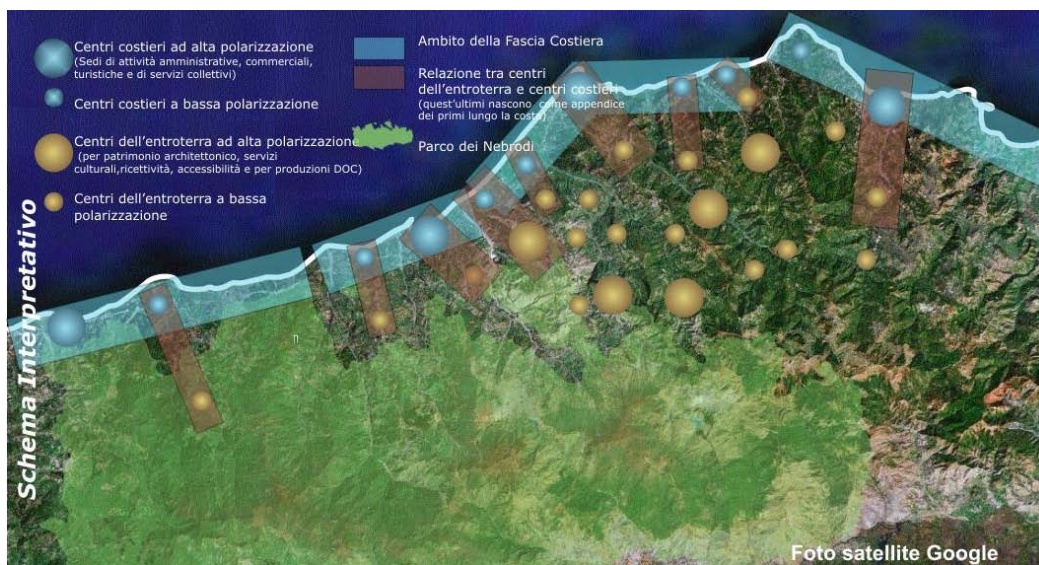 Centri costieri ad alta polarizzazione
(Sedi di attività amministrative, commerciali,
turistiche e di servizi collettivi)
Centri costieri a bassa polarizzazione
Centri dell'entroterra ad alta polarizzazione
(per patrimonio architettonico, servizi
culturali,ricettività, accessibilità e per produzioni DOC)
Centri dell'entroterra a bassa
polarizzazione
Ambito della Fascia Costiera
Relazione tra centri
dell'entroterra e centri costieri
(quest'ultimi nascono come appendice
dei primi lungo la costa)
Parco dei Nebrodi
Schema Interpretativo
n
Foto satellite Google